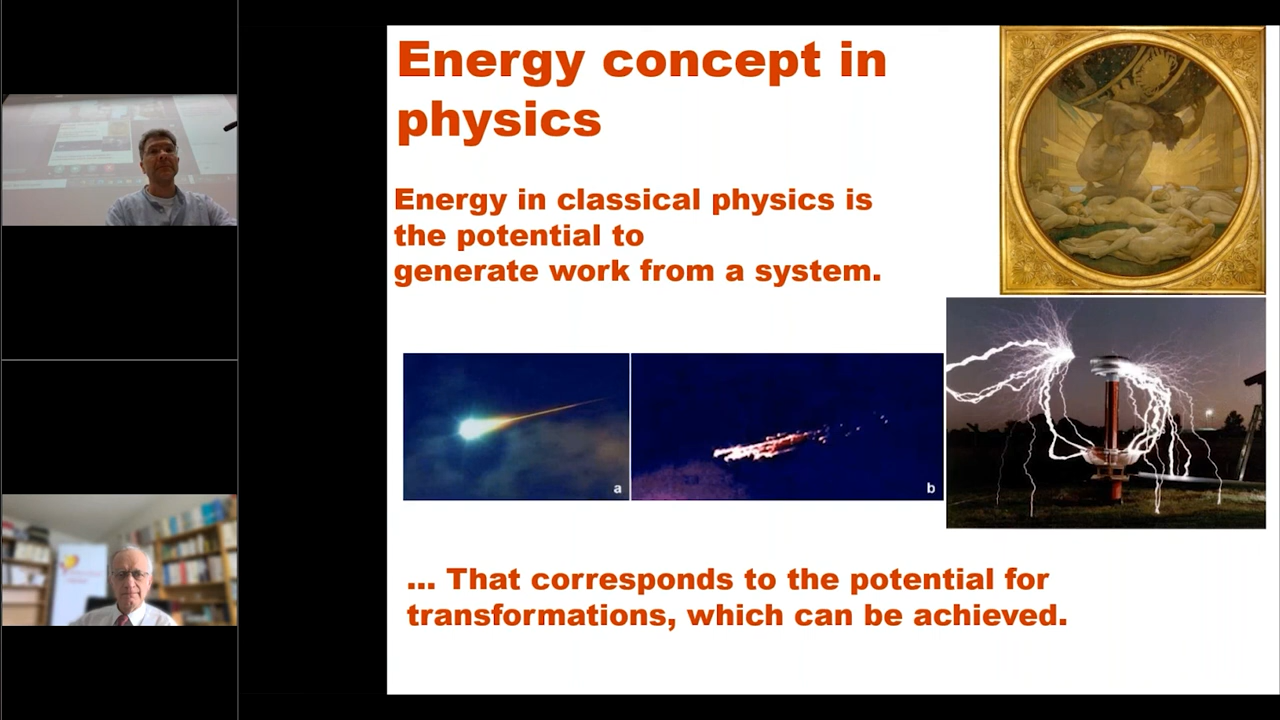 Energy concept in
physics
Energy in classical physics is
the potential to
generate work from a system.
a
b
... That corresponds to the potential for
transformations, which can be achieved.